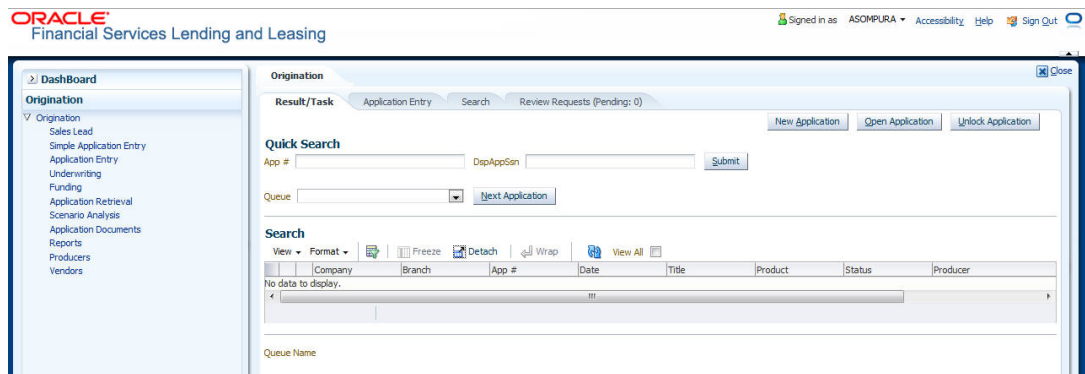 ORACLE
Financial Services Lending and Leasing
Signed in as ASOMPURA Accessibility Help Sign Out
Close
DashBoard
Origination
Origination
Sales Lead
Simple Application Entry
Application Entry
Underwriting
Funding
Application Retrieval
Scenario Analysis
Application Documents
Reports
Producers
Vendors
Origination
Result/Task Application Entry Search Review Requests (Pending: 0)
New Application Open Application Unlock Application
Quick Search
App # DspAppSsn Submit
Queue Next Application
Search
View Format Freeze Detach Wrap View All
Company Branch App # Date Title Product Status Producer
No data to display.
Queue Name